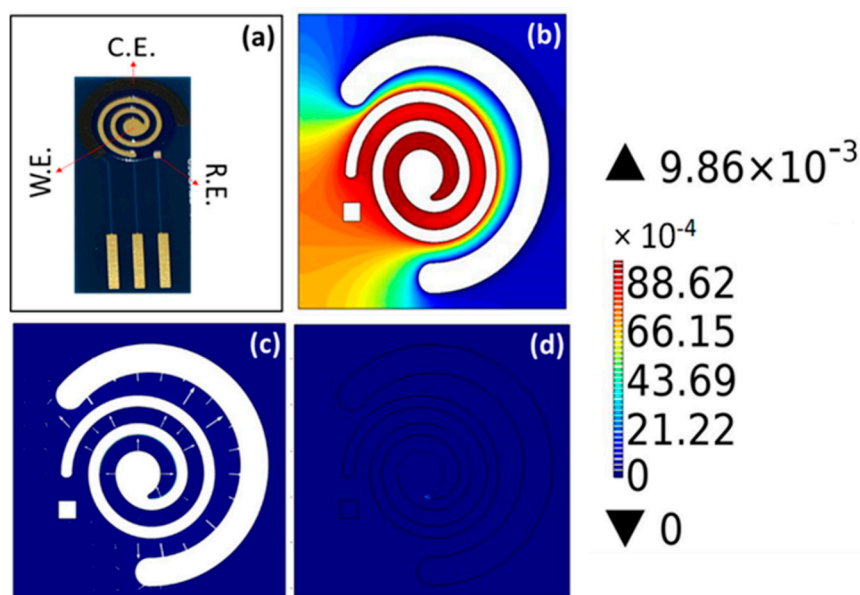 (a)
C.E.
W.E.
R.E.
(b)
(c)
(d)
▲ 9.86×10⁻³
× 10⁻⁴
88.62
66.15
43.69
21.22
0
▼ 0